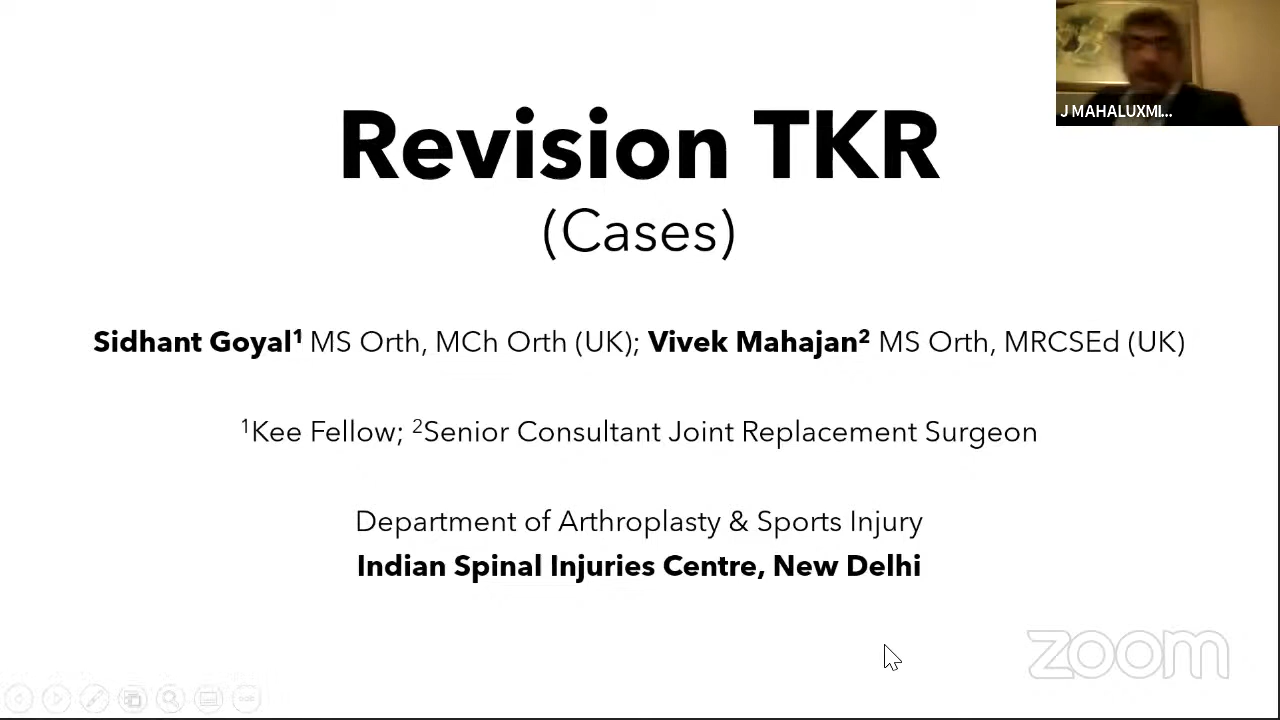 J MAHALUXMI...
Revision TKR
(Cases)
Sidhant Goyal¹ MS Orth, MCh Orth (UK); Vivek Mahajan² MS Orth, MRCSEd (UK)
¹Kee Fellow; ²Senior Consultant Joint Replacement Surgeon
Department of Arthroplasty & Sports Injury
Indian Spinal Injuries Centre, New Delhi
zoom